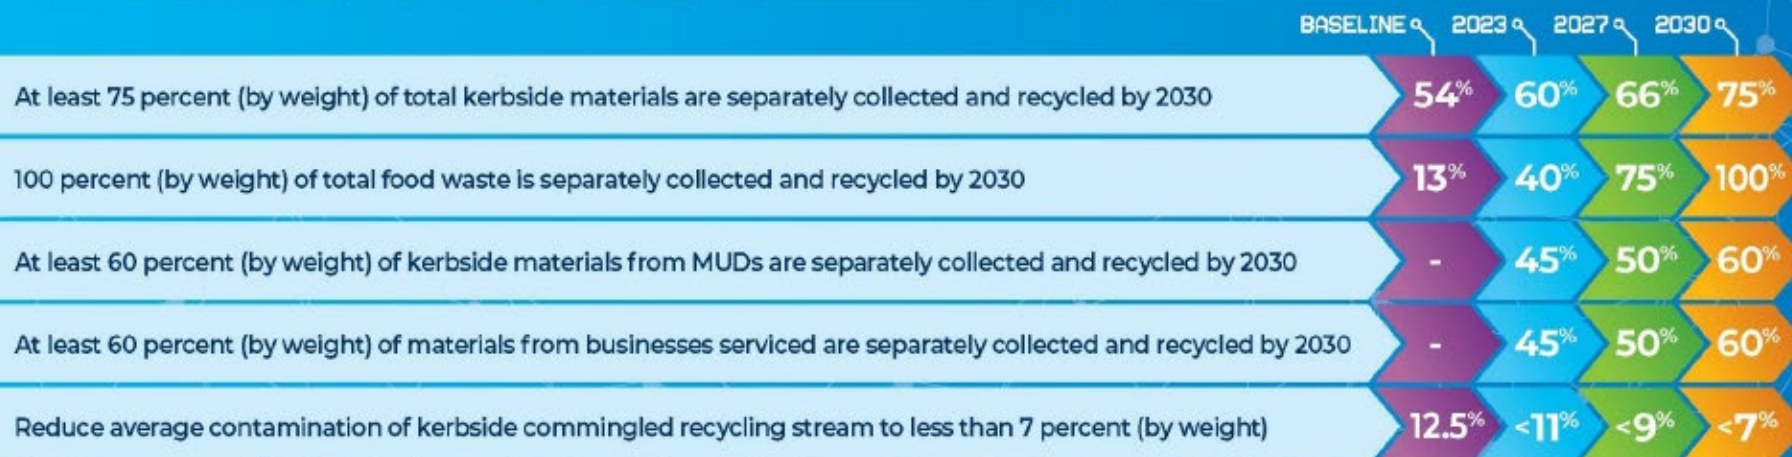 BASELINE 2023 2027 2030
At least 75 percent (by weight) of total kerbside materials are separately collected and recycled by 2030 54% 60% 66% 75%
100 percent (by weight) of total food waste is separately collected and recycled by 2030 13% 40% 75% 100%
At least 60 percent (by weight) of kerbside materials from MUDs are separately collected and recycled by 2030 - 45% 50% 60%
At least 60 percent (by weight) of materials from businesses serviced are separately collected and recycled by 2030 - 45% 50% 60%
Reduce average contamination of kerbside commingled recycling stream to less than 7 percent (by weight) 12.5% <11% <9% <7%